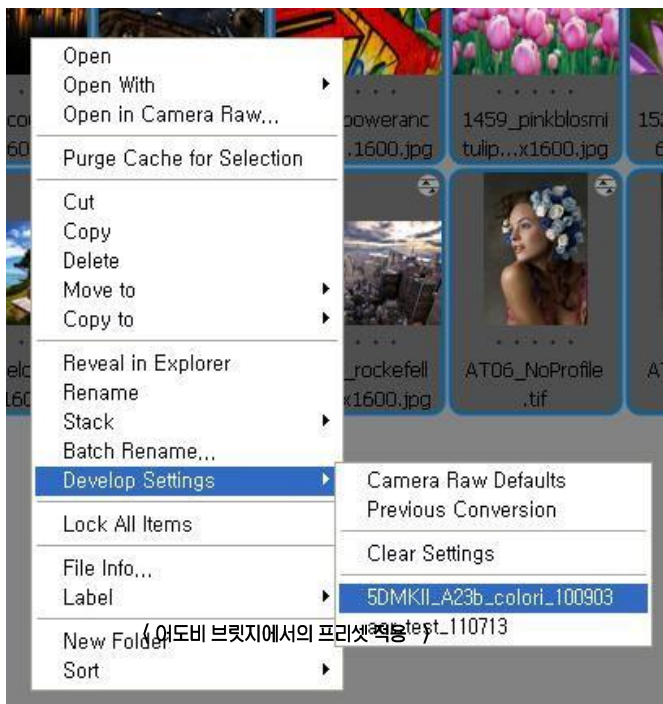 Open
Open With
Open in Camera Raw...
Purge Cache for Selection
Cut
Copy
Delete
Move to
Copy to
Reveal in Explorer
Rename
Stack
Batch Rename...
Develop Settings
Lock All Items
File Info...
Label
New Folder
Sort
Camera Raw Defaults
Previous Conversion
Clear Settings
5DMKII_A23b_colori_100903
acr_test_110713
( 어도비 브릿지에서의 프리셋 적용 )
poweranc
.1600.jpg
1459_pinkblosmi
tulip...x1600.jpg
_rockefell
x1600.jpg
AT06_NoProfile
.tif